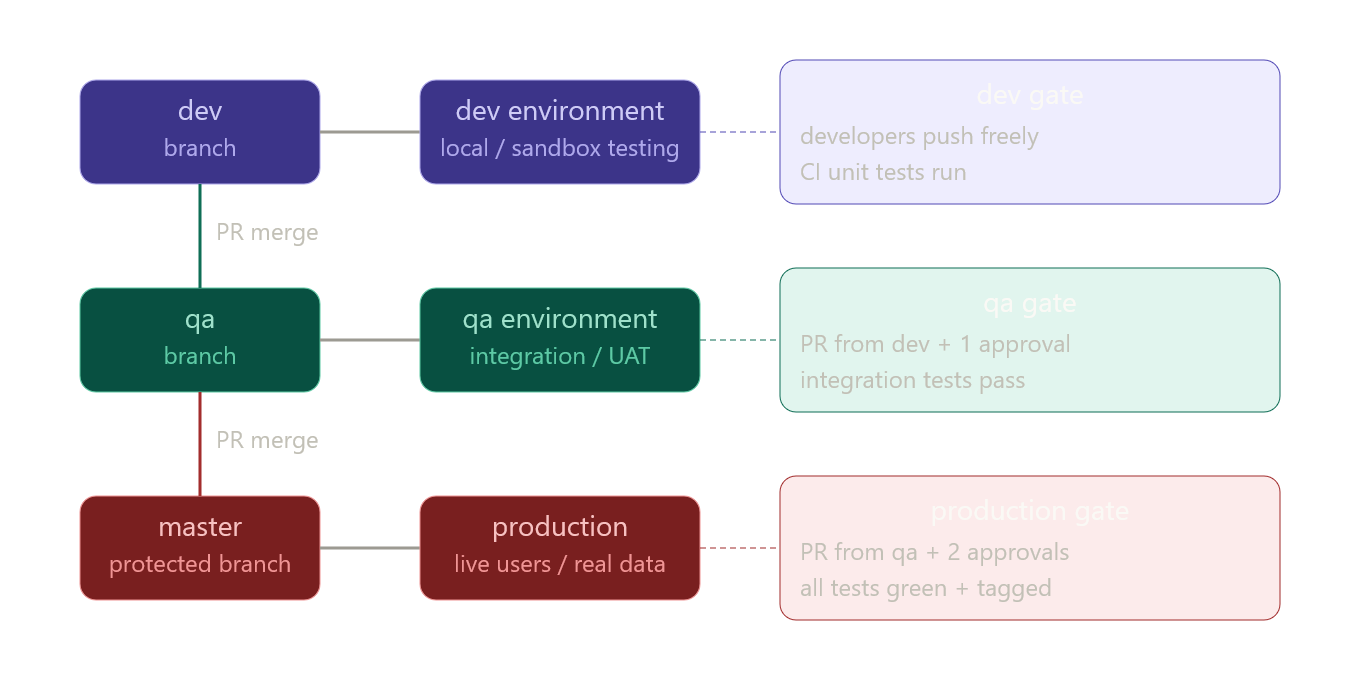 dev
branch
dev environment
local / sandbox testing
dev gate
developers push freely
CI unit tests run
PR merge
qa
branch
qa environment
integration / UAT
qa gate
PR from dev + 1 approval
integration tests pass
PR merge
master
protected branch
production
live users / real data
production gate
PR from qa + 2 approvals
all tests green + tagged